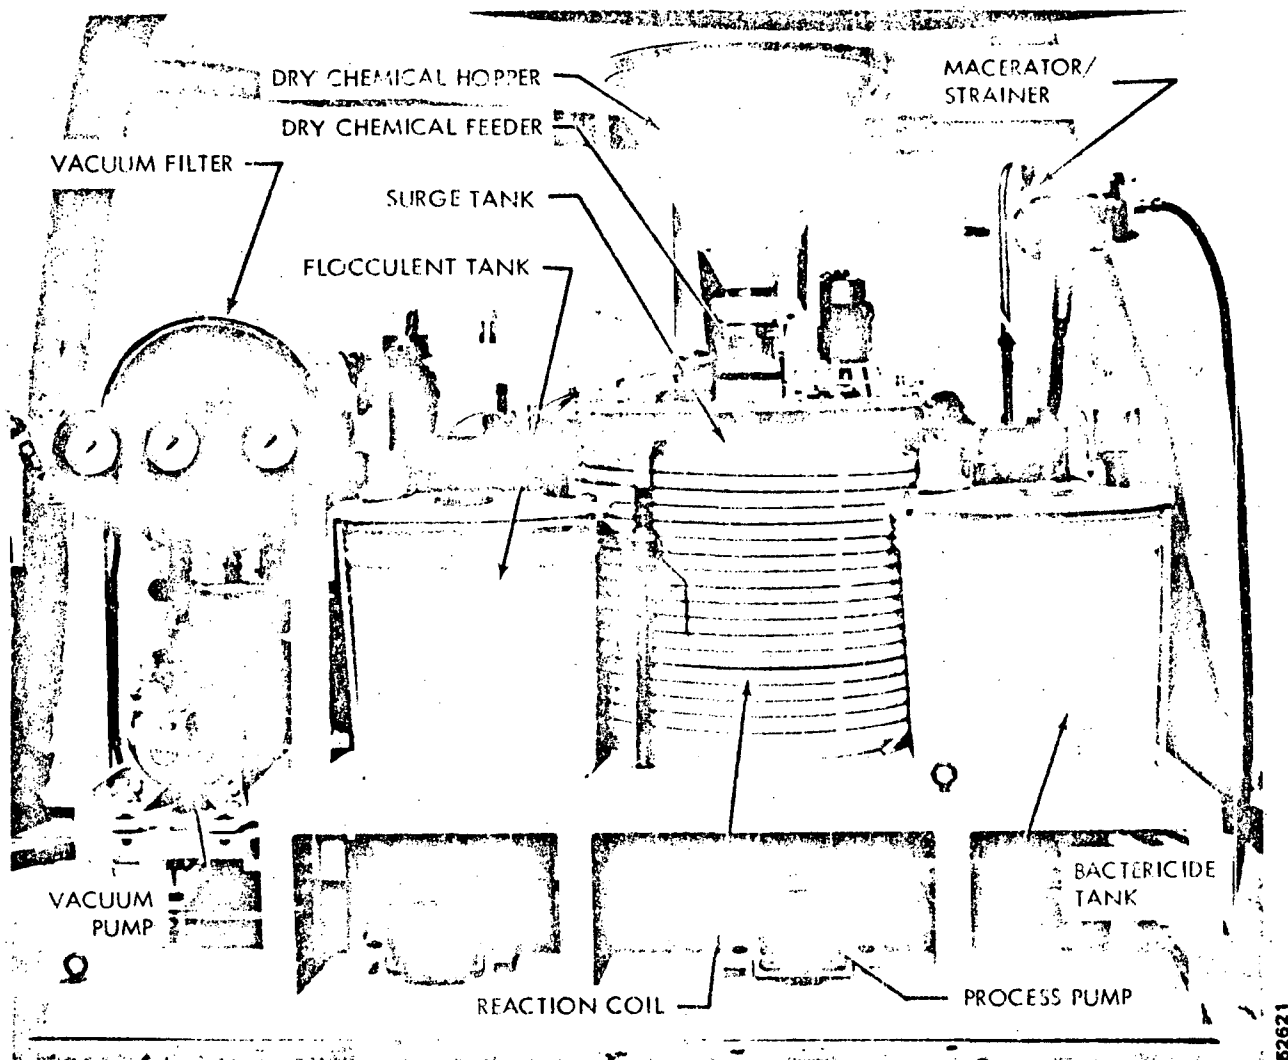 DRY CHEMICAL HOPPER
MACERATOR/
STRAINER
DRY CHEMICAL FEEDER
VACUUM FILTER
SURGE TANK
FLOCCULENT TANK
BACTERICIDE
TANK
VACUUM
PUMP
REACTION COIL
PROCESS PUMP
62621